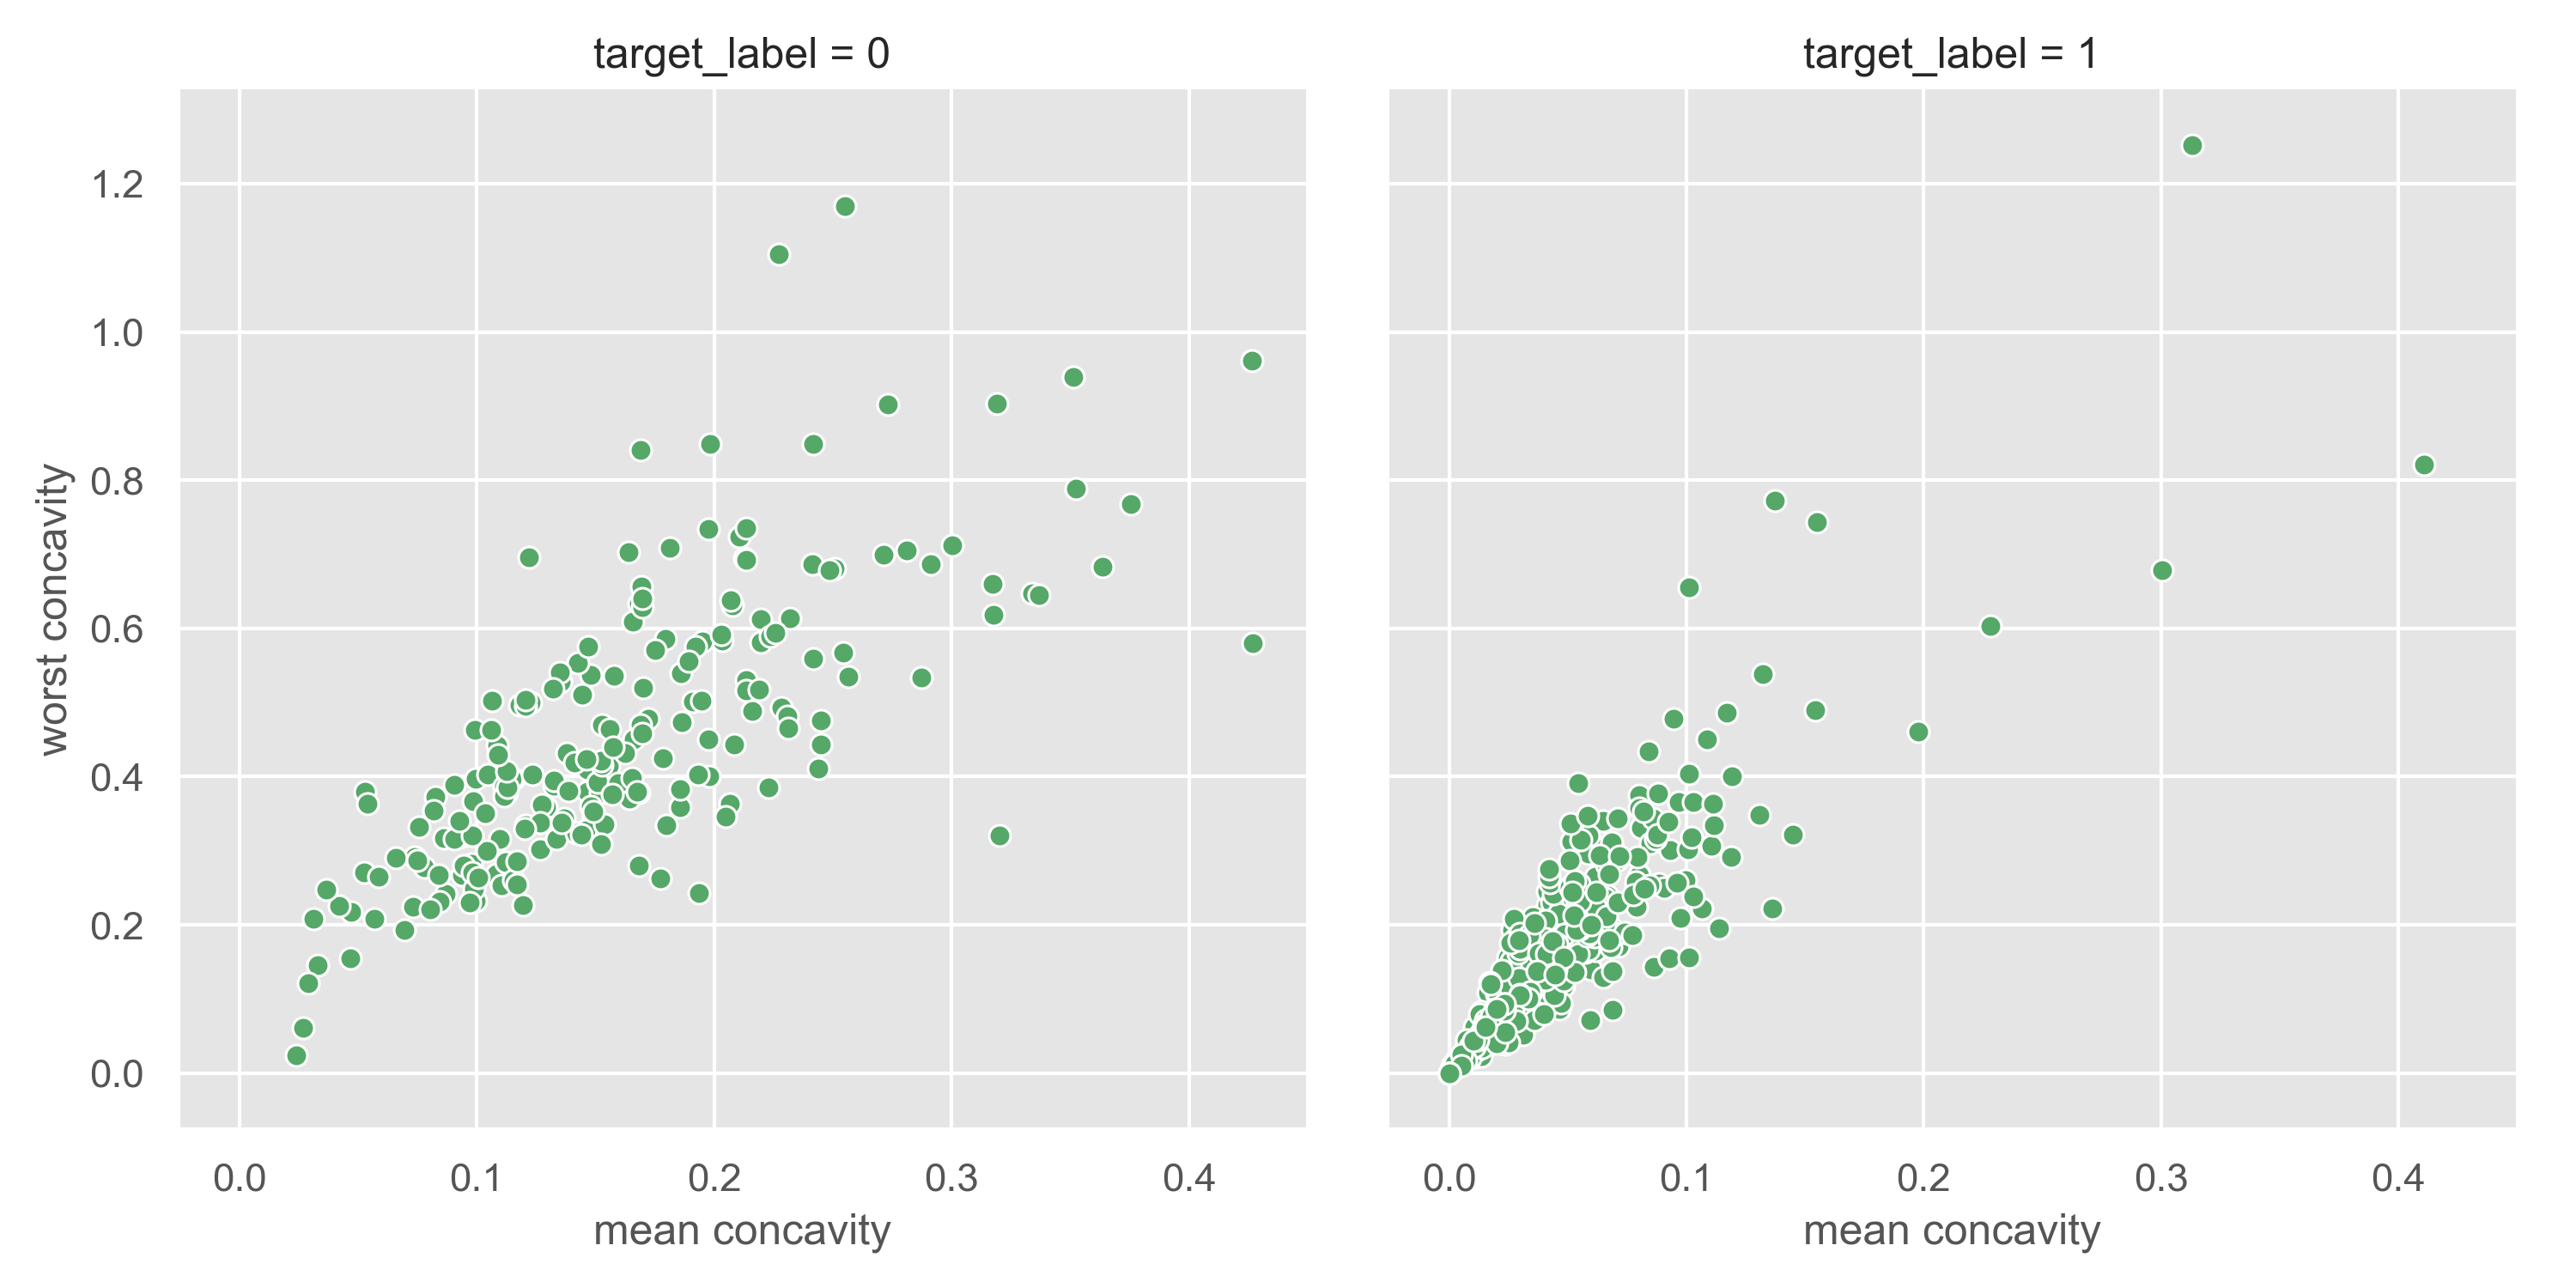 target_label = 0
target_label = 1
worst concavity
1.2
1.0
0.8
0.6
0.4
0.2
0.0
0.0 0.1 0.2 0.3 0.4
0.0 0.1 0.2 0.3 0.4
mean concavity
mean concavity